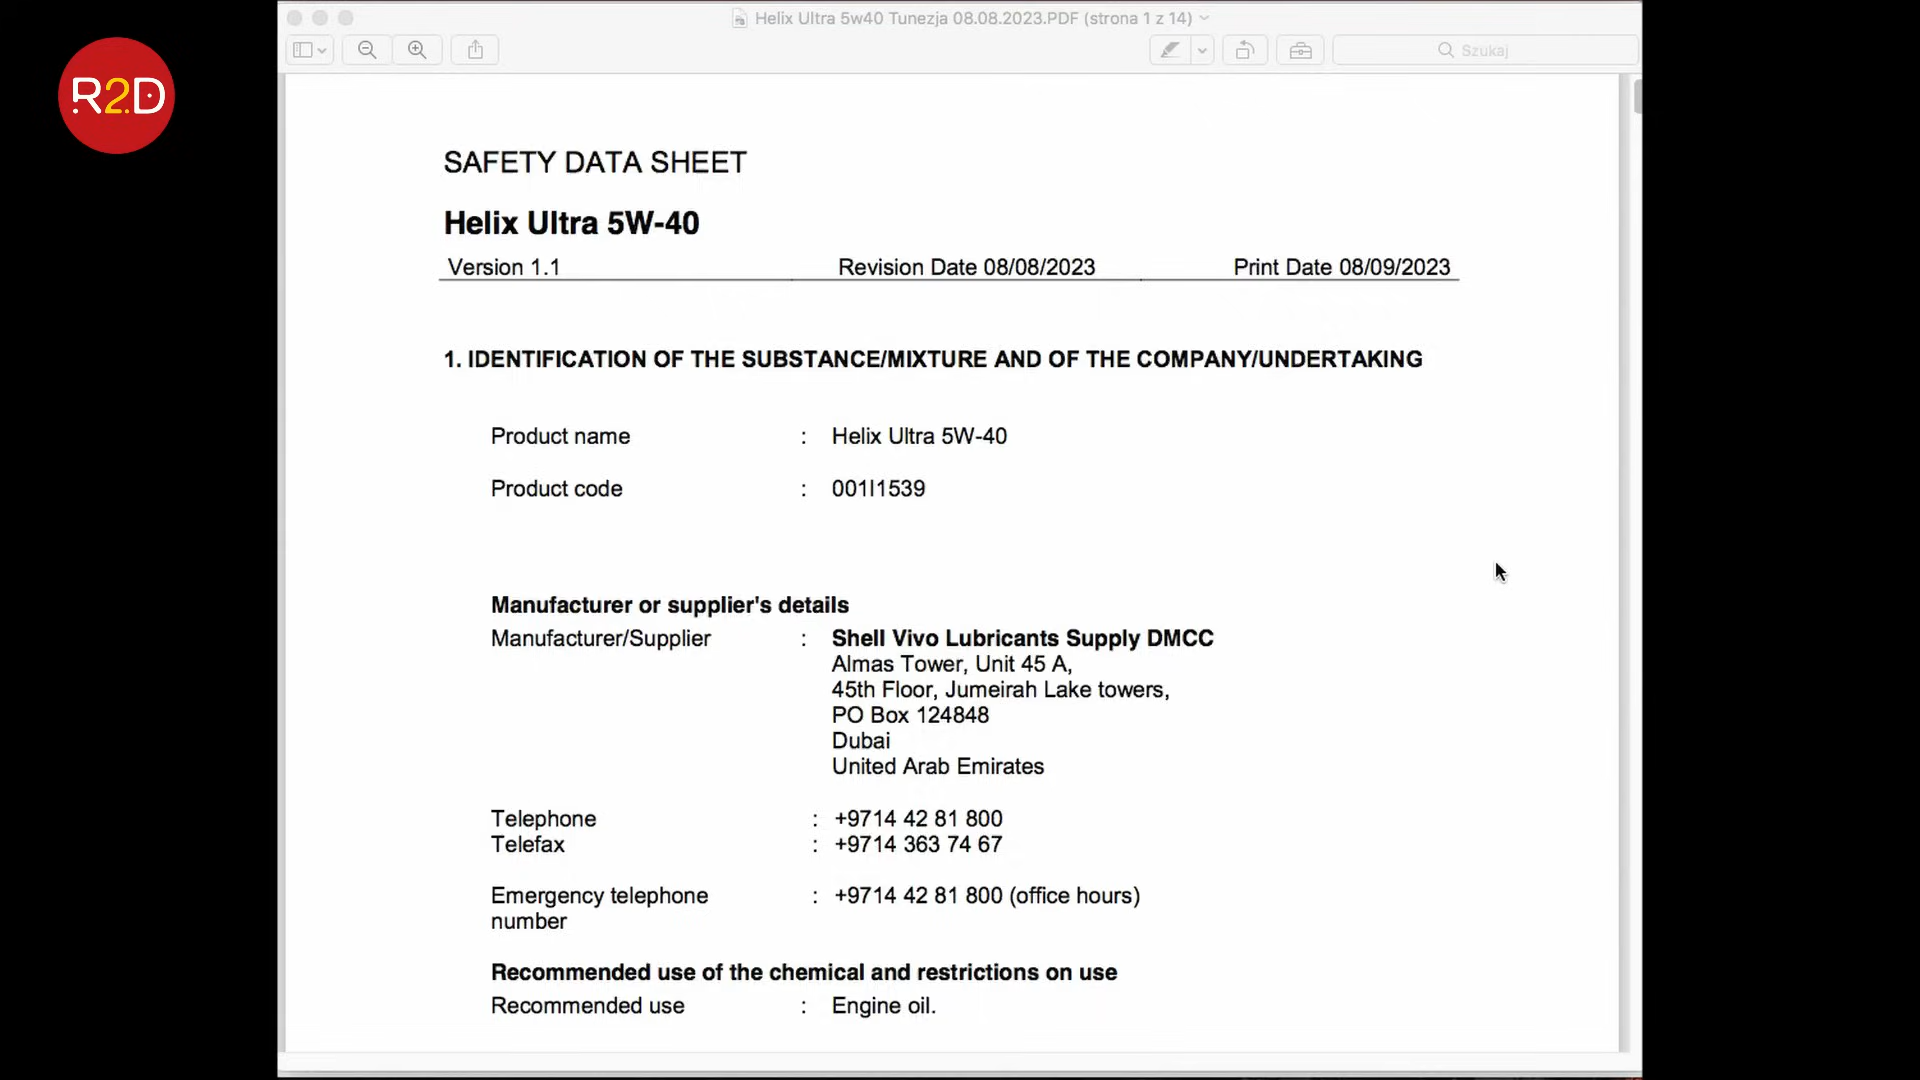 Helix Ultra 5w40 Tunezja 08.08.2023.PDF (strona 1 z 14)
Szukaj
R2D
SAFETY DATA SHEET
Helix Ultra 5W-40
Version 1.1 Revision Date 08/08/2023 Print Date 08/09/2023
1. IDENTIFICATION OF THE SUBSTANCE/MIXTURE AND OF THE COMPANY/UNDERTAKING
Product name : Helix Ultra 5W-40
Product code : 001I1539
Manufacturer or supplier's details
Manufacturer/Supplier : Shell Vivo Lubricants Supply DMCC
Almas Tower, Unit 45 A,
45th Floor, Jumeirah Lake towers,
PO Box 124848
Dubai
United Arab Emirates
Telephone : +9714 42 81 800
Telefax : +9714 363 74 67
Emergency telephone : +9714 42 81 800 (office hours)
number
Recommended use of the chemical and restrictions on use
Recommended use : Engine oil.